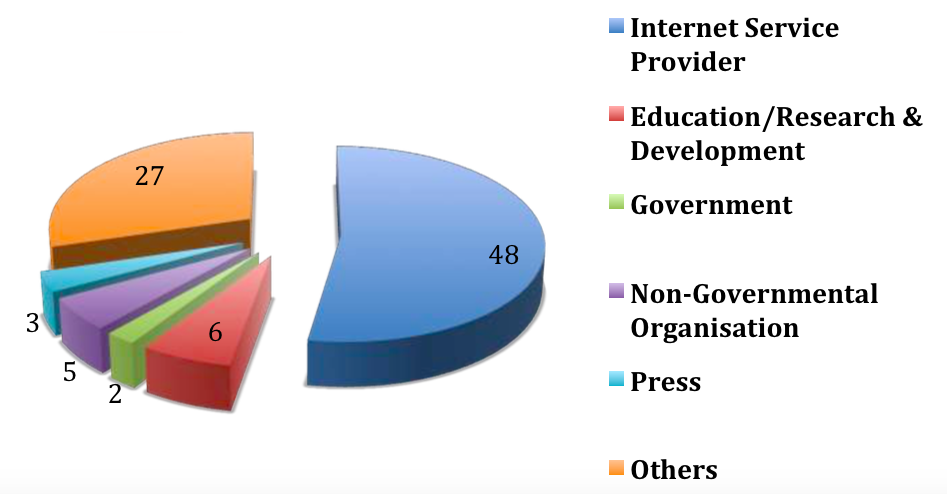 Internet Service
Provider
Education/Research &
Development
Government
Non-Governmental
Organisation
Press
Others
27
48
3
6
5
2